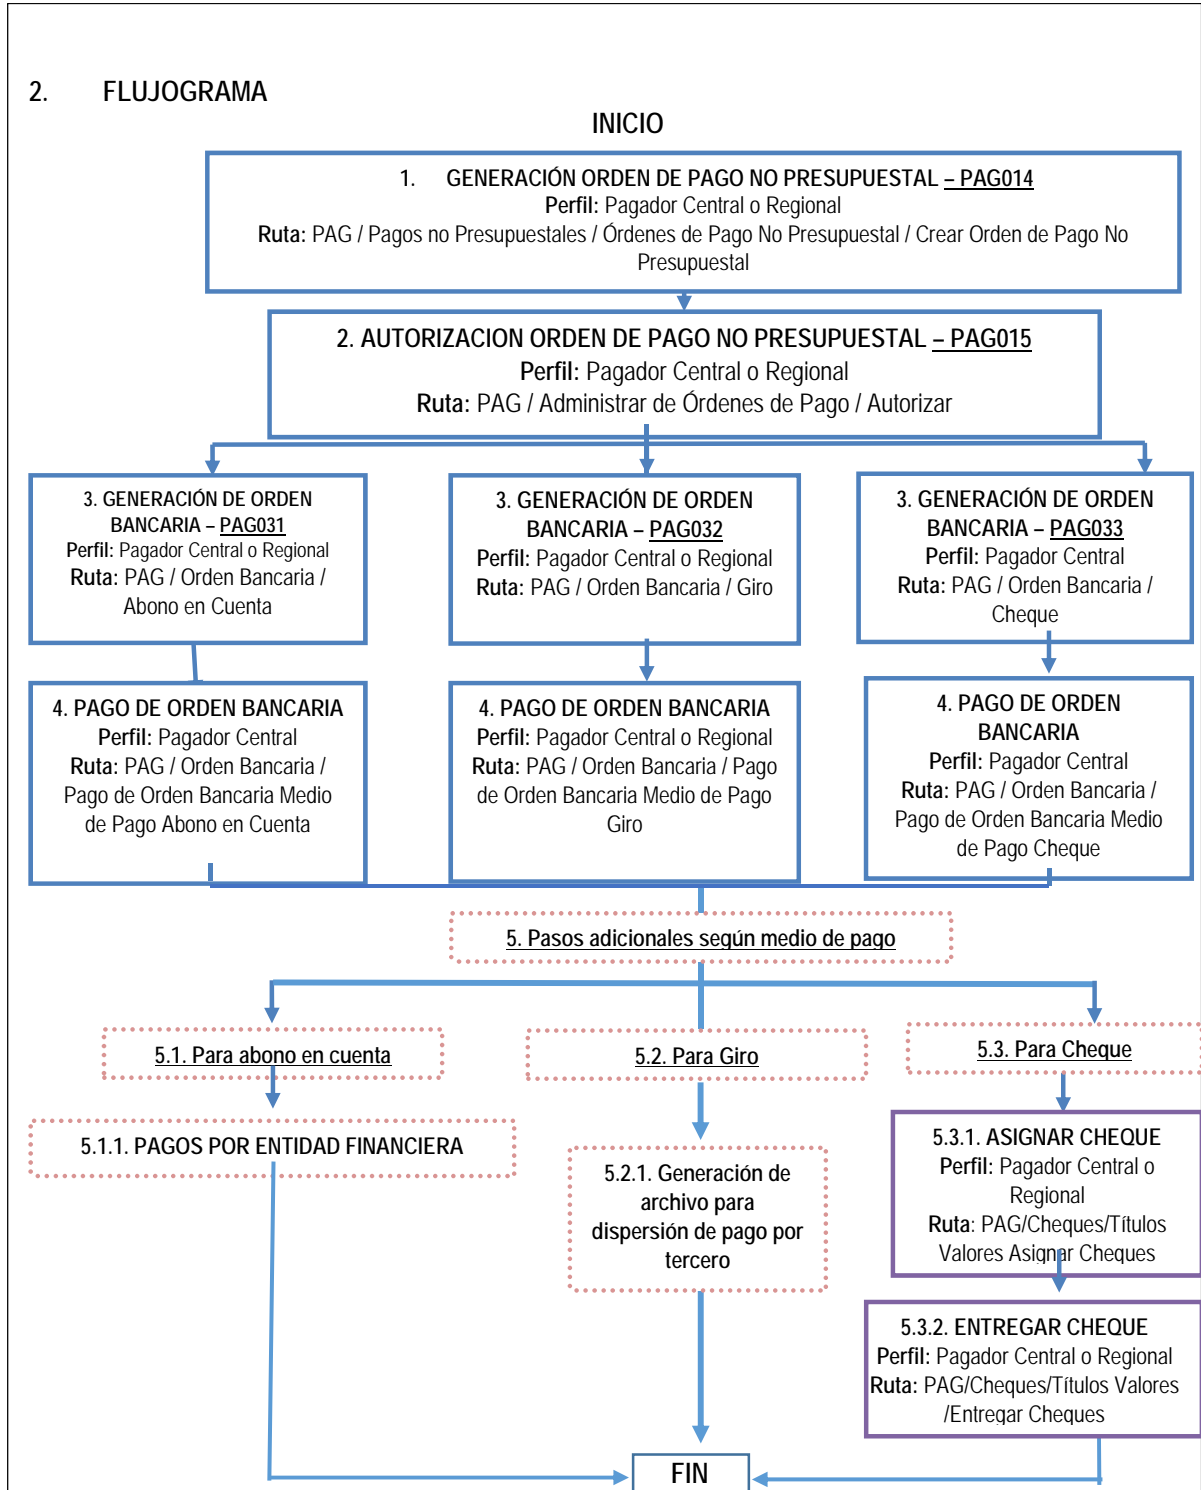 2. FLUJOGRAMA
INICIO
1. GENERACIÓN ORDEN DE PAGO NO PRESUPUESTAL – PAG014
Perfil: Pagador Central o Regional
Ruta: PAG / Pagos no Presupuestales / Órdenes de Pago No Presupuestal / Crear Orden de Pago No
Presupuestal
2. AUTORIZACION ORDEN DE PAGO NO PRESUPUESTAL – PAG015
Perfil: Pagador Central o Regional
Ruta: PAG / Administrar de Órdenes de Pago / Autorizar
3. GENERACIÓN DE ORDEN
BANCARIA – PAG031
Perfil: Pagador Central o Regional
Ruta: PAG / Orden Bancaria /
Abono en Cuenta
3. GENERACIÓN DE ORDEN
BANCARIA – PAG032
Perfil: Pagador Central o Regional
Ruta: PAG / Orden Bancaria / Giro
3. GENERACIÓN DE ORDEN
BANCARIA – PAG033
Perfil: Pagador Central
Ruta: PAG / Orden Bancaria /
Cheque
4. PAGO DE ORDEN BANCARIA
Perfil: Pagador Central
Ruta: PAG / Orden Bancaria /
Pago de Orden Bancaria Medio
de Pago Abono en Cuenta
4. PAGO DE ORDEN BANCARIA
Perfil: Pagador Central o Regional
Ruta: PAG / Orden Bancaria / Pago
de Orden Bancaria Medio de Pago
Giro
4. PAGO DE ORDEN
BANCARIA
Perfil: Pagador Central
Ruta: PAG / Orden Bancaria /
Pago de Orden Bancaria Medio
de Pago Cheque
5. Pasos adicionales según medio de pago
5.1. Para abono en cuenta
5.2. Para Giro
5.3. Para Cheque
5.1.1. PAGOS POR ENTIDAD FINANCIERA
5.2.1. Generación de
archivo para
dispersión de pago por
tercero
5.3.1. ASIGNAR CHEQUE
Perfil: Pagador Central o
Regional
Ruta: PAG/Cheques/Títulos
Valores Asignar Cheques
5.3.2. ENTREGAR CHEQUE
Perfil: Pagador Central o Regional
Ruta: PAG/Cheques/Títulos Valores
/Entregar Cheques
FIN